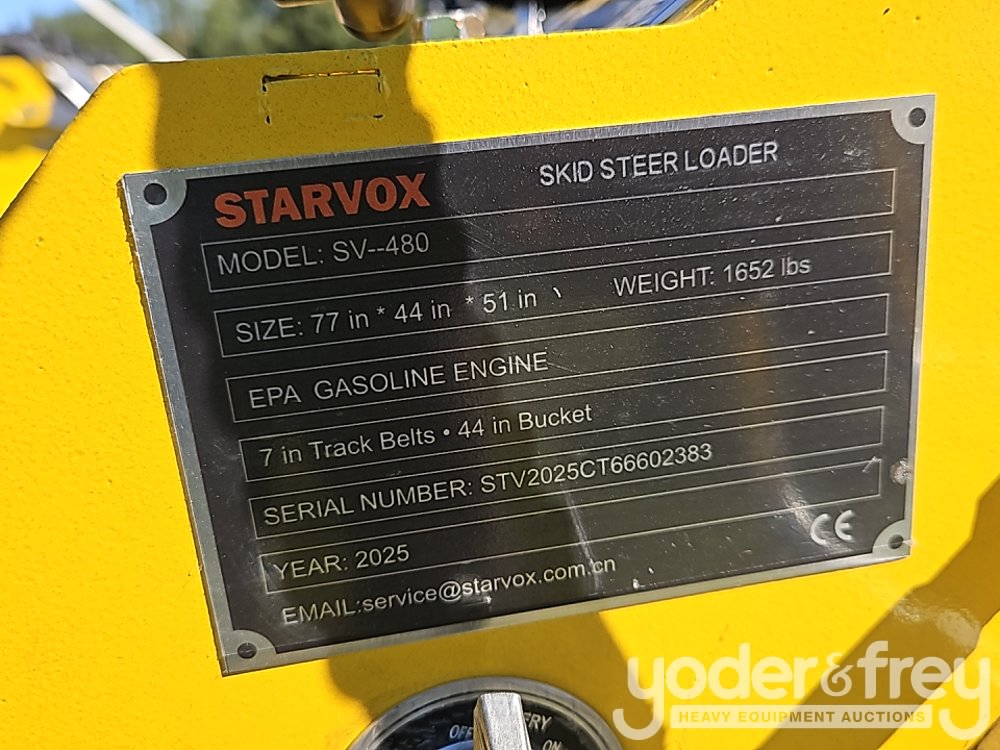 STARVOX SKID STEER LOADER
MODEL: SV--480
SIZE: 77 in * 44 in * 51 in WEIGHT: 1652 lbs
EPA GASOLINE ENGINE
7 in Track Belts • 44 in Bucket
SERIAL NUMBER: STV2025CT66602383
YEAR: 2025
EMAIL:service@starvox.com.cn
CE
OFF
ON
yoder&frey
HEAVY EQUIPMENT AUCTIONS